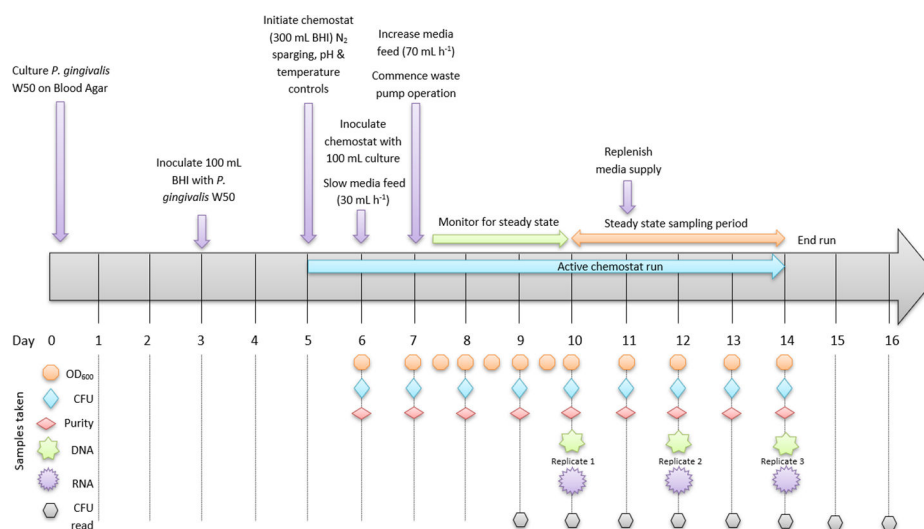 Culture P. gingivalis
W50 on Blood Agar
Inoculate 100 mL
BHI with P.
gingivalis W50
Initiate chemostat
(300 mL BHI) N₂
sparging, pH &
temperature
controls
Inoculate
chemostat with
100 mL culture
Slow media feed
(30 mL h⁻¹)
Increase media
feed (70 mL h⁻¹)
Commence waste
pump operation
Monitor for steady state
Replenish
media supply
Steady state sampling period
End run
Active chemostat run
Day 0 1 2 3 4 5 6 7 8 9 10 11 12 13 14 15 16
Samples taken
OD₆₀₀
CFU
Purity
DNA
Replicate 1 Replicate 2 Replicate 3
RNA
CFU
read